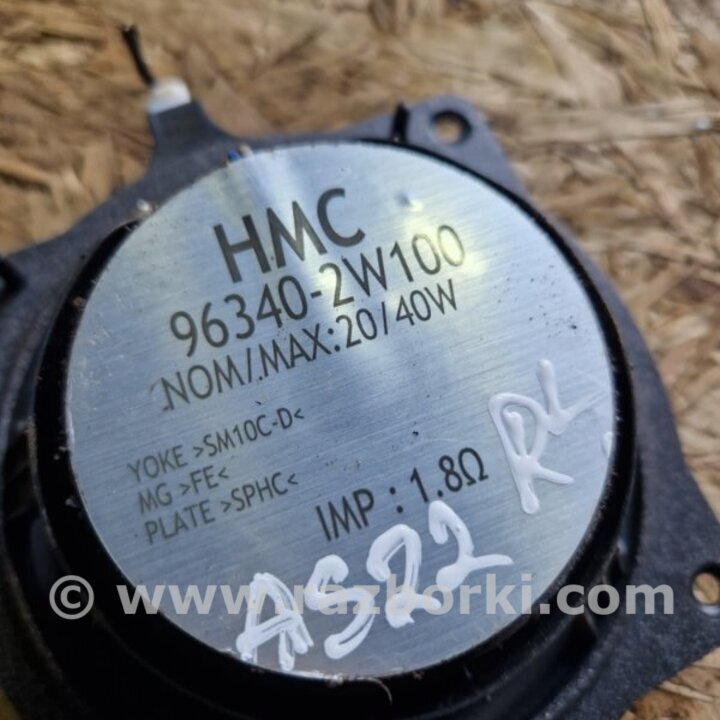 HMC
96340-2W100
NOM/MAX:20/40W
YOKE >SM10C-D<
MG >FE<
PLATE >SPHC<
IMP : 1.8Ω
RL
AS22
© www.razborki.com